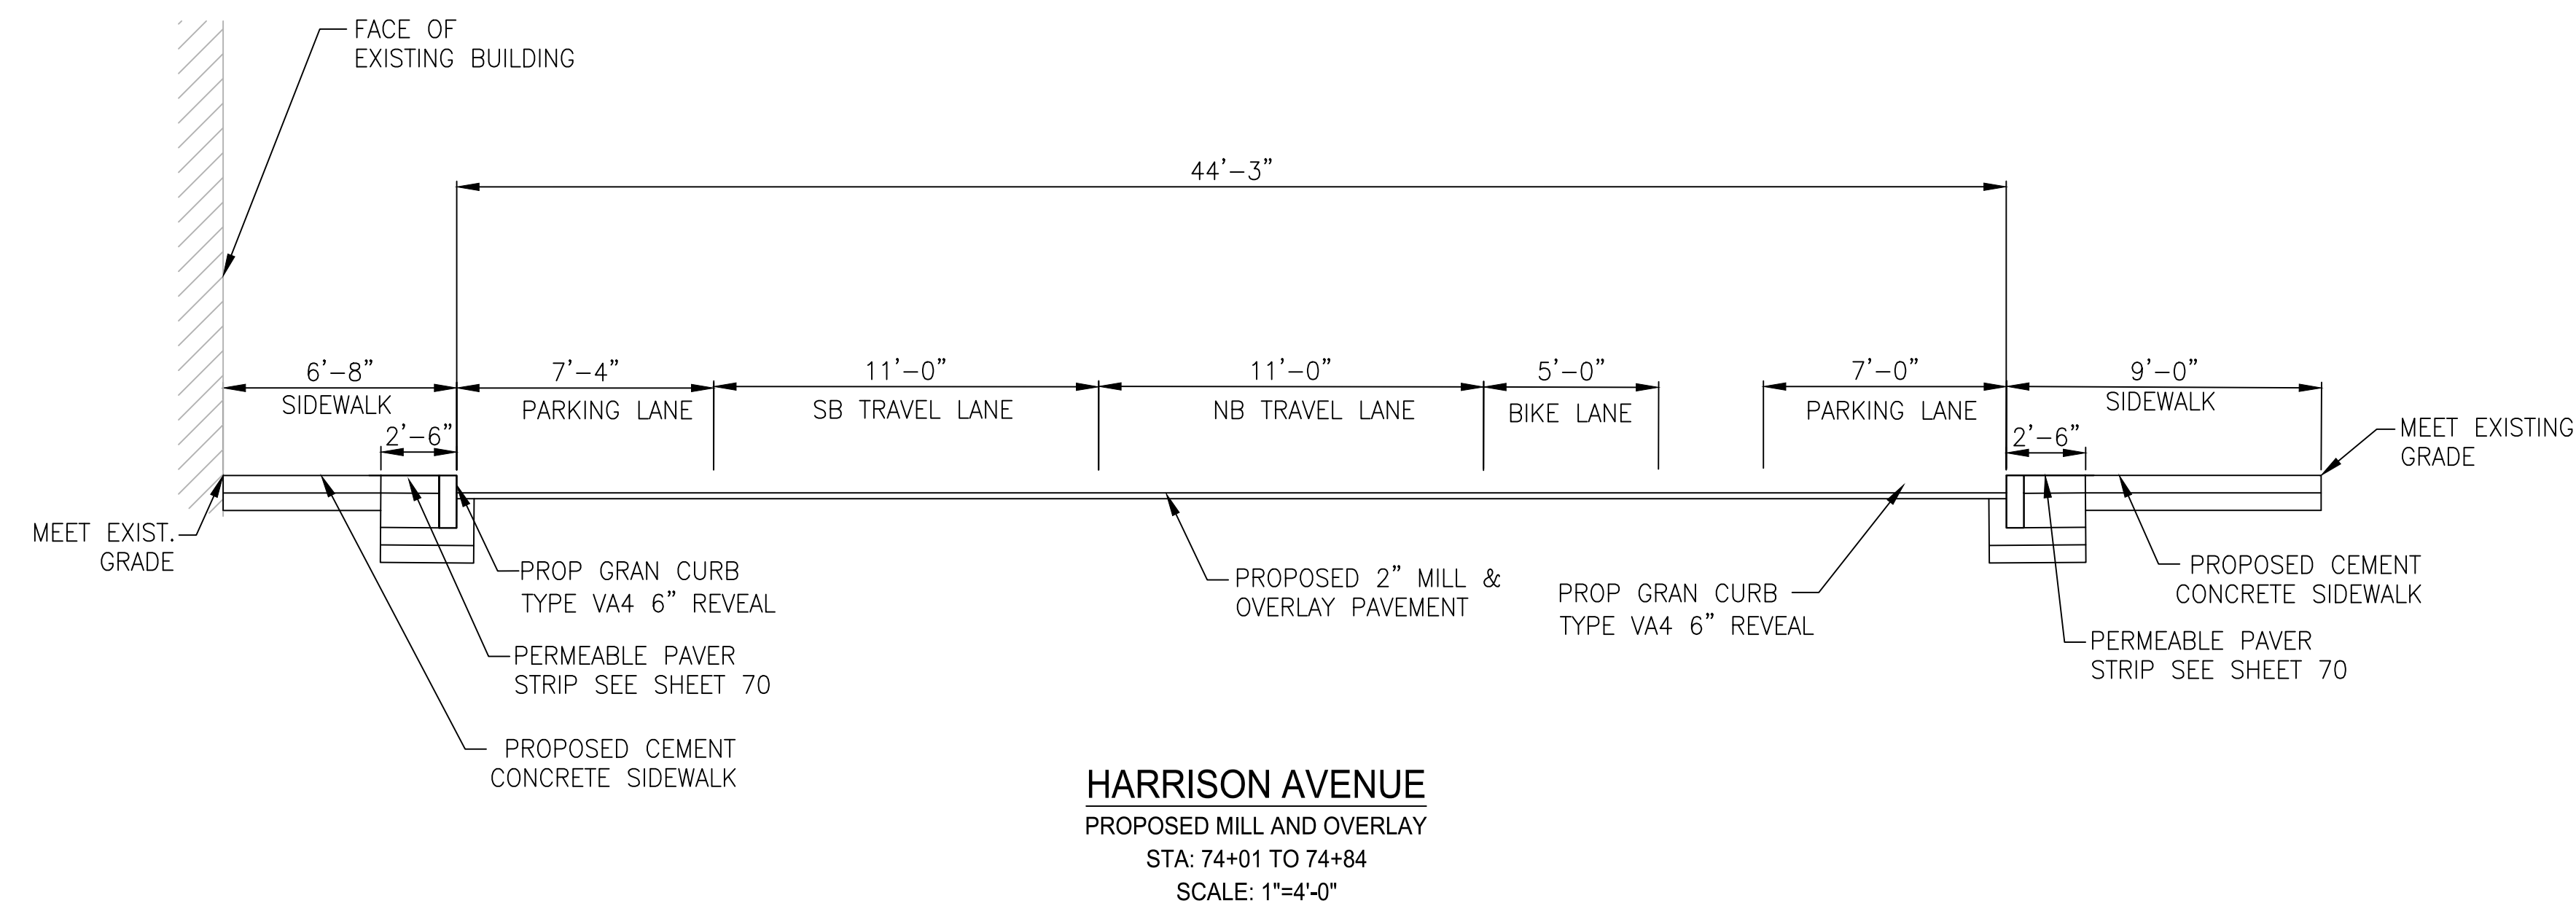 FACE OF
EXISTING BUILDING
44’-3”
6’-8”
SIDEWALK
7’-4”
PARKING LANE
11’-0”
SB TRAVEL LANE
11’-0”
NB TRAVEL LANE
5’-0”
BIKE LANE
7’-0”
PARKING LANE
9’-0”
SIDEWALK
2’-6”
2’-6”
MEET EXISTING
GRADE
MEET EXIST.
GRADE
PROP GRAN CURB
TYPE VA4 6” REVEAL
PERMEABLE PAVER
STRIP SEE SHEET 70
PROPOSED CEMENT
CONCRETE SIDEWALK
PROPOSED 2” MILL &
OVERLAY PAVEMENT
PROP GRAN CURB
TYPE VA4 6” REVEAL
PROPOSED CEMENT
CONCRETE SIDEWALK
PERMEABLE PAVER
STRIP SEE SHEET 70
HARRISON AVENUE
PROPOSED MILL AND OVERLAY
STA: 74+01 TO 74+84
SCALE: 1"=4'-0"